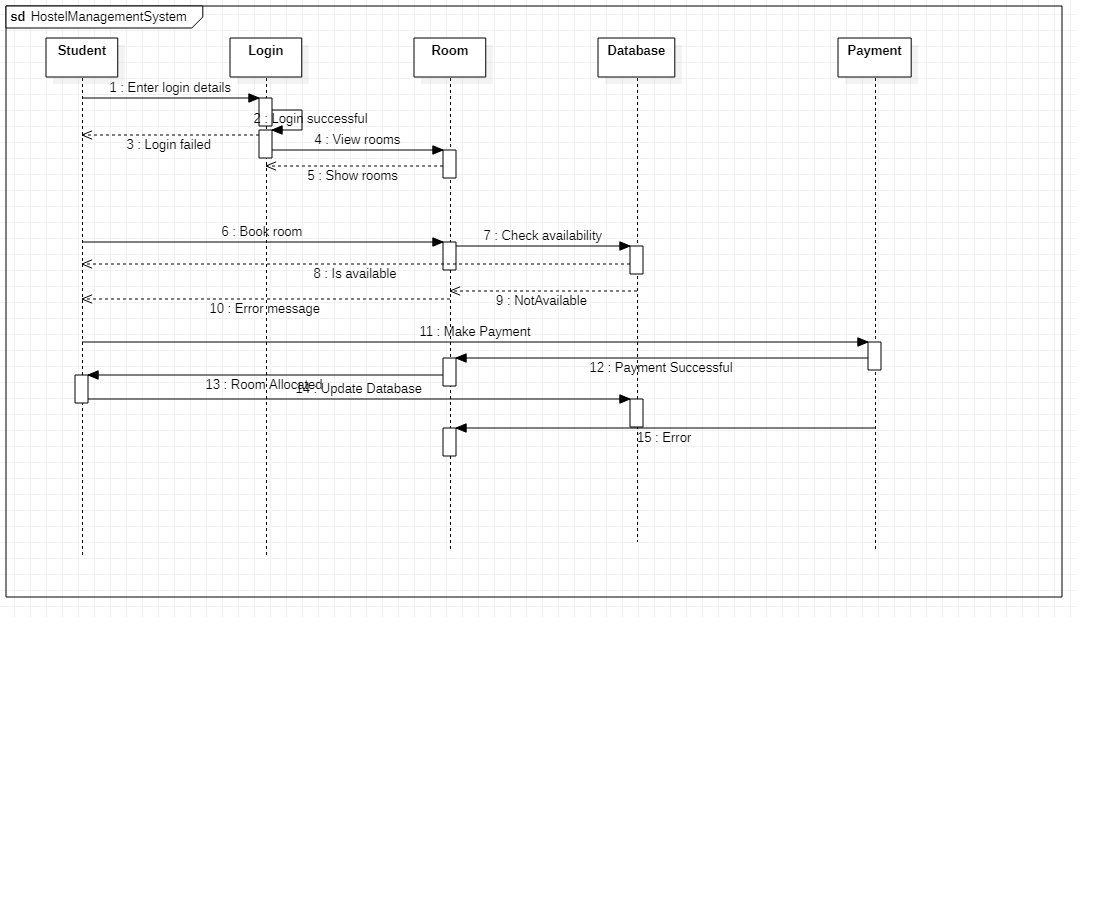 sd HostelManagementSystem
Student
Login
Room
Database
Payment
1 : Enter login details
2 : Login successful
3 : Login failed
4 : View rooms
5 : Show rooms
6 : Book room
7 : Check availability
8 : Is available
9 : NotAvailable
10 : Error message
11 : Make Payment
12 : Payment Successful
13 : Room Allocated
14 : Update Database
15 : Error